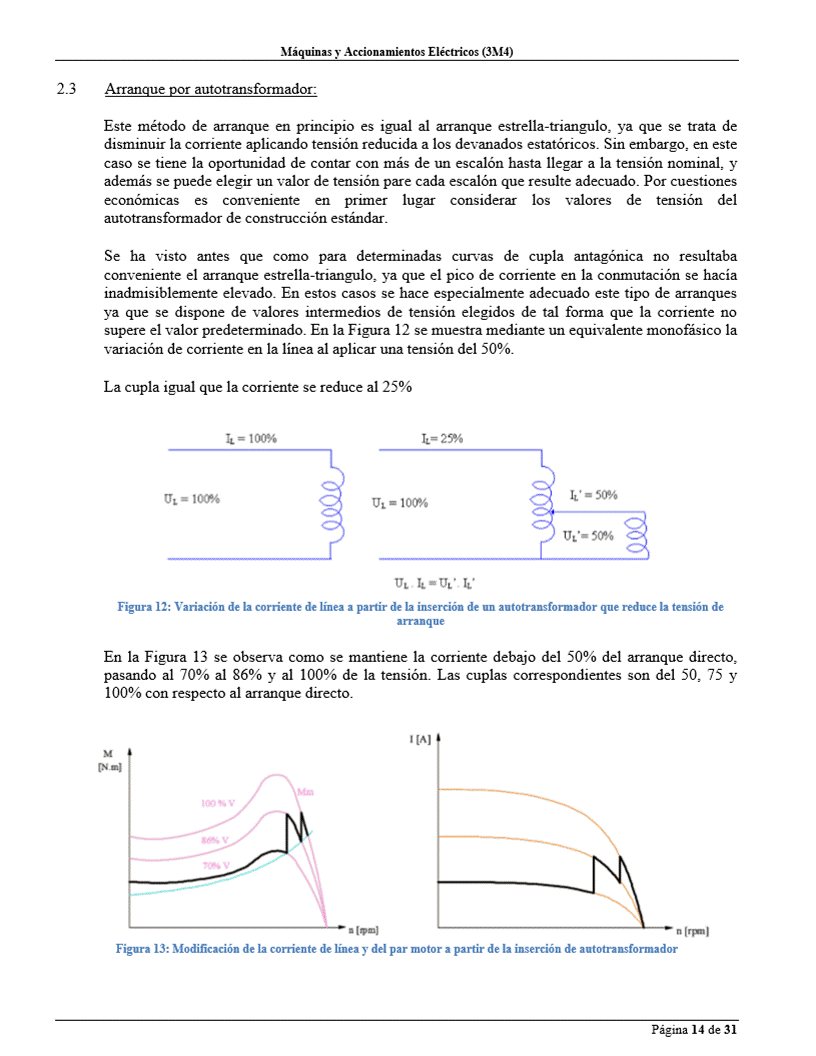 Máquinas y Accionamientos Eléctricos (3M4)
2.3 Arranque por autotransformador:
Este método de arranque en principio es igual al arranque estrella-triangulo, ya que se trata de
disminuir la corriente aplicando tensión reducida a los devanados estatóricos. Sin embargo, en este
caso se tiene la oportunidad de contar con más de un escalón hasta llegar a la tensión nominal, y
además se puede elegir un valor de tensión pare cada escalón que resulte adecuado. Por cuestiones
económicas es conveniente en primer lugar considerar los valores de tensión del
autotransformador de construcción estándar.
Se ha visto antes que como para determinadas curvas de cupla antagónica no resultaba
conveniente el arranque estrella-triangulo, ya que el pico de corriente en la conmutación se hacía
inadmisiblemente elevado. En estos casos se hace especialmente adecuado este tipo de arranques
ya que se dispone de valores intermedios de tensión elegidos de tal forma que la corriente no
supere el valor predeterminado. En la Figura 12 se muestra mediante un equivalente monofásico la
variación de corriente en la línea al aplicar una tensión del 50%.
La cupla igual que la corriente se reduce al 25%
IL = 100%
IL= 25%
UL = 100%
UL = 100%
IL' = 50%
UL'= 50%
UL . IL = UL' . IL'
Figura 12: Variación de la corriente de línea a partir de la inserción de un autotransformador que reduce la tensión de
arranque
En la Figura 13 se observa como se mantiene la corriente debajo del 50% del arranque directo,
pasando al 70% al 86% y al 100% de la tensión. Las cuplas correspondientes son del 50, 75 y
100% con respecto al arranque directo.
M
[N.m]
100 % V
86% V
70% V
Mm
n [rpm]
I [A]
n [rpm]
Figura 13: Modificación de la corriente de línea y del par motor a partir de la inserción de autotransformador
Página 14 de 31